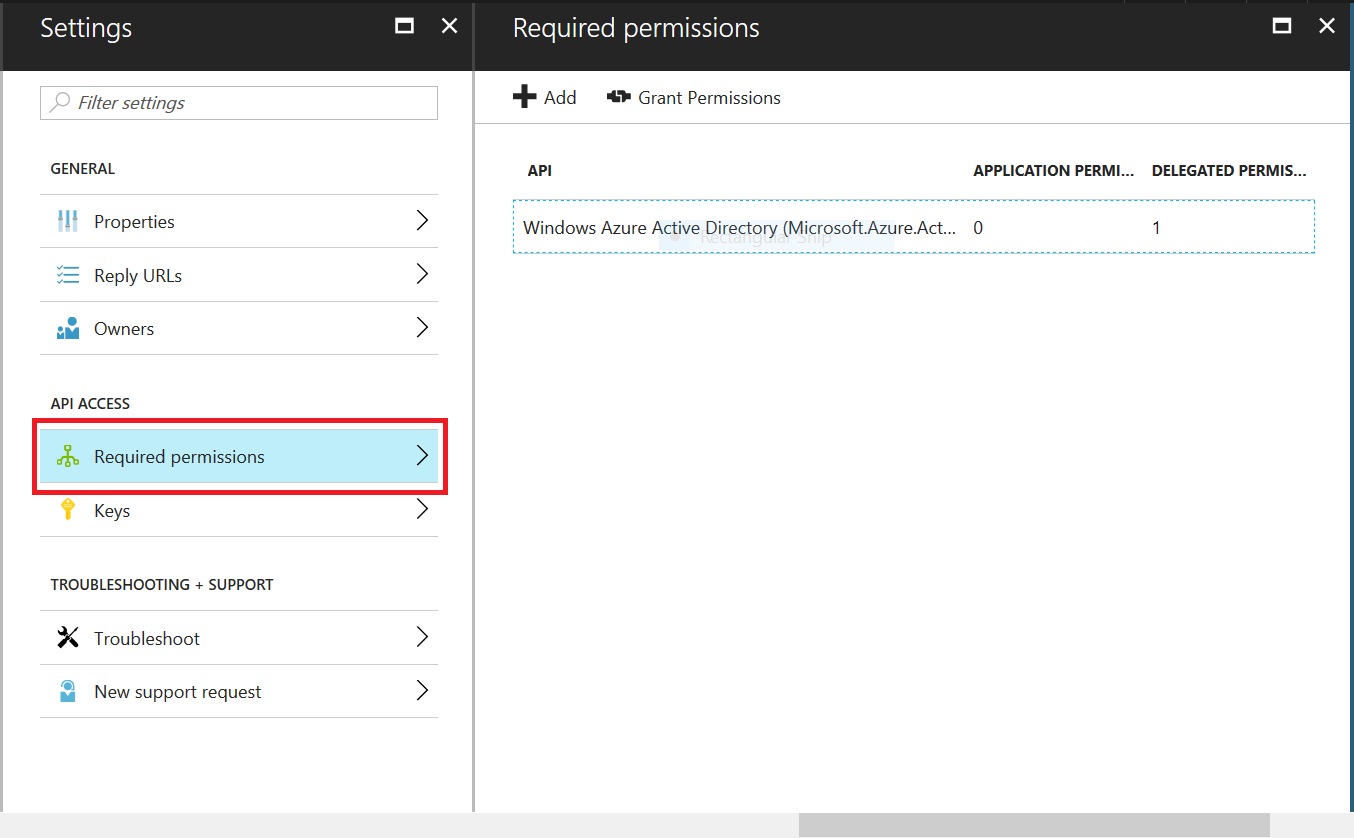 Settings
Filter settings
GENERAL
Properties
Reply URLs
Owners
API ACCESS
Required permissions
Keys
TROUBLESHOOTING + SUPPORT
Troubleshoot
New support request
Required permissions
Add Grant Permissions
API APPLICATION PERMI... DELEGATED PERMIS...
Windows Azure Active Directory (Microsoft.Azure.Act... 0 1
Rectangular Snip